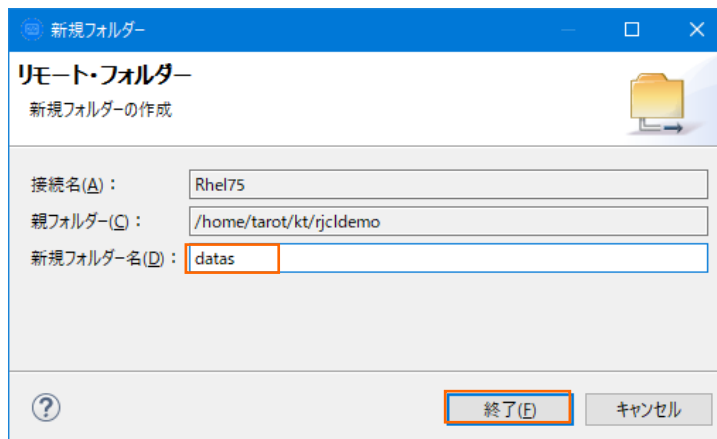 新規フォルダー
リモート・フォルダー
新規フォルダーの作成
接続名(A)： Rhel75
親フォルダー(C)： /home/tarot/kt/rjcldemo
新規フォルダー名(D)： datas
? 終了(F) キャンセル